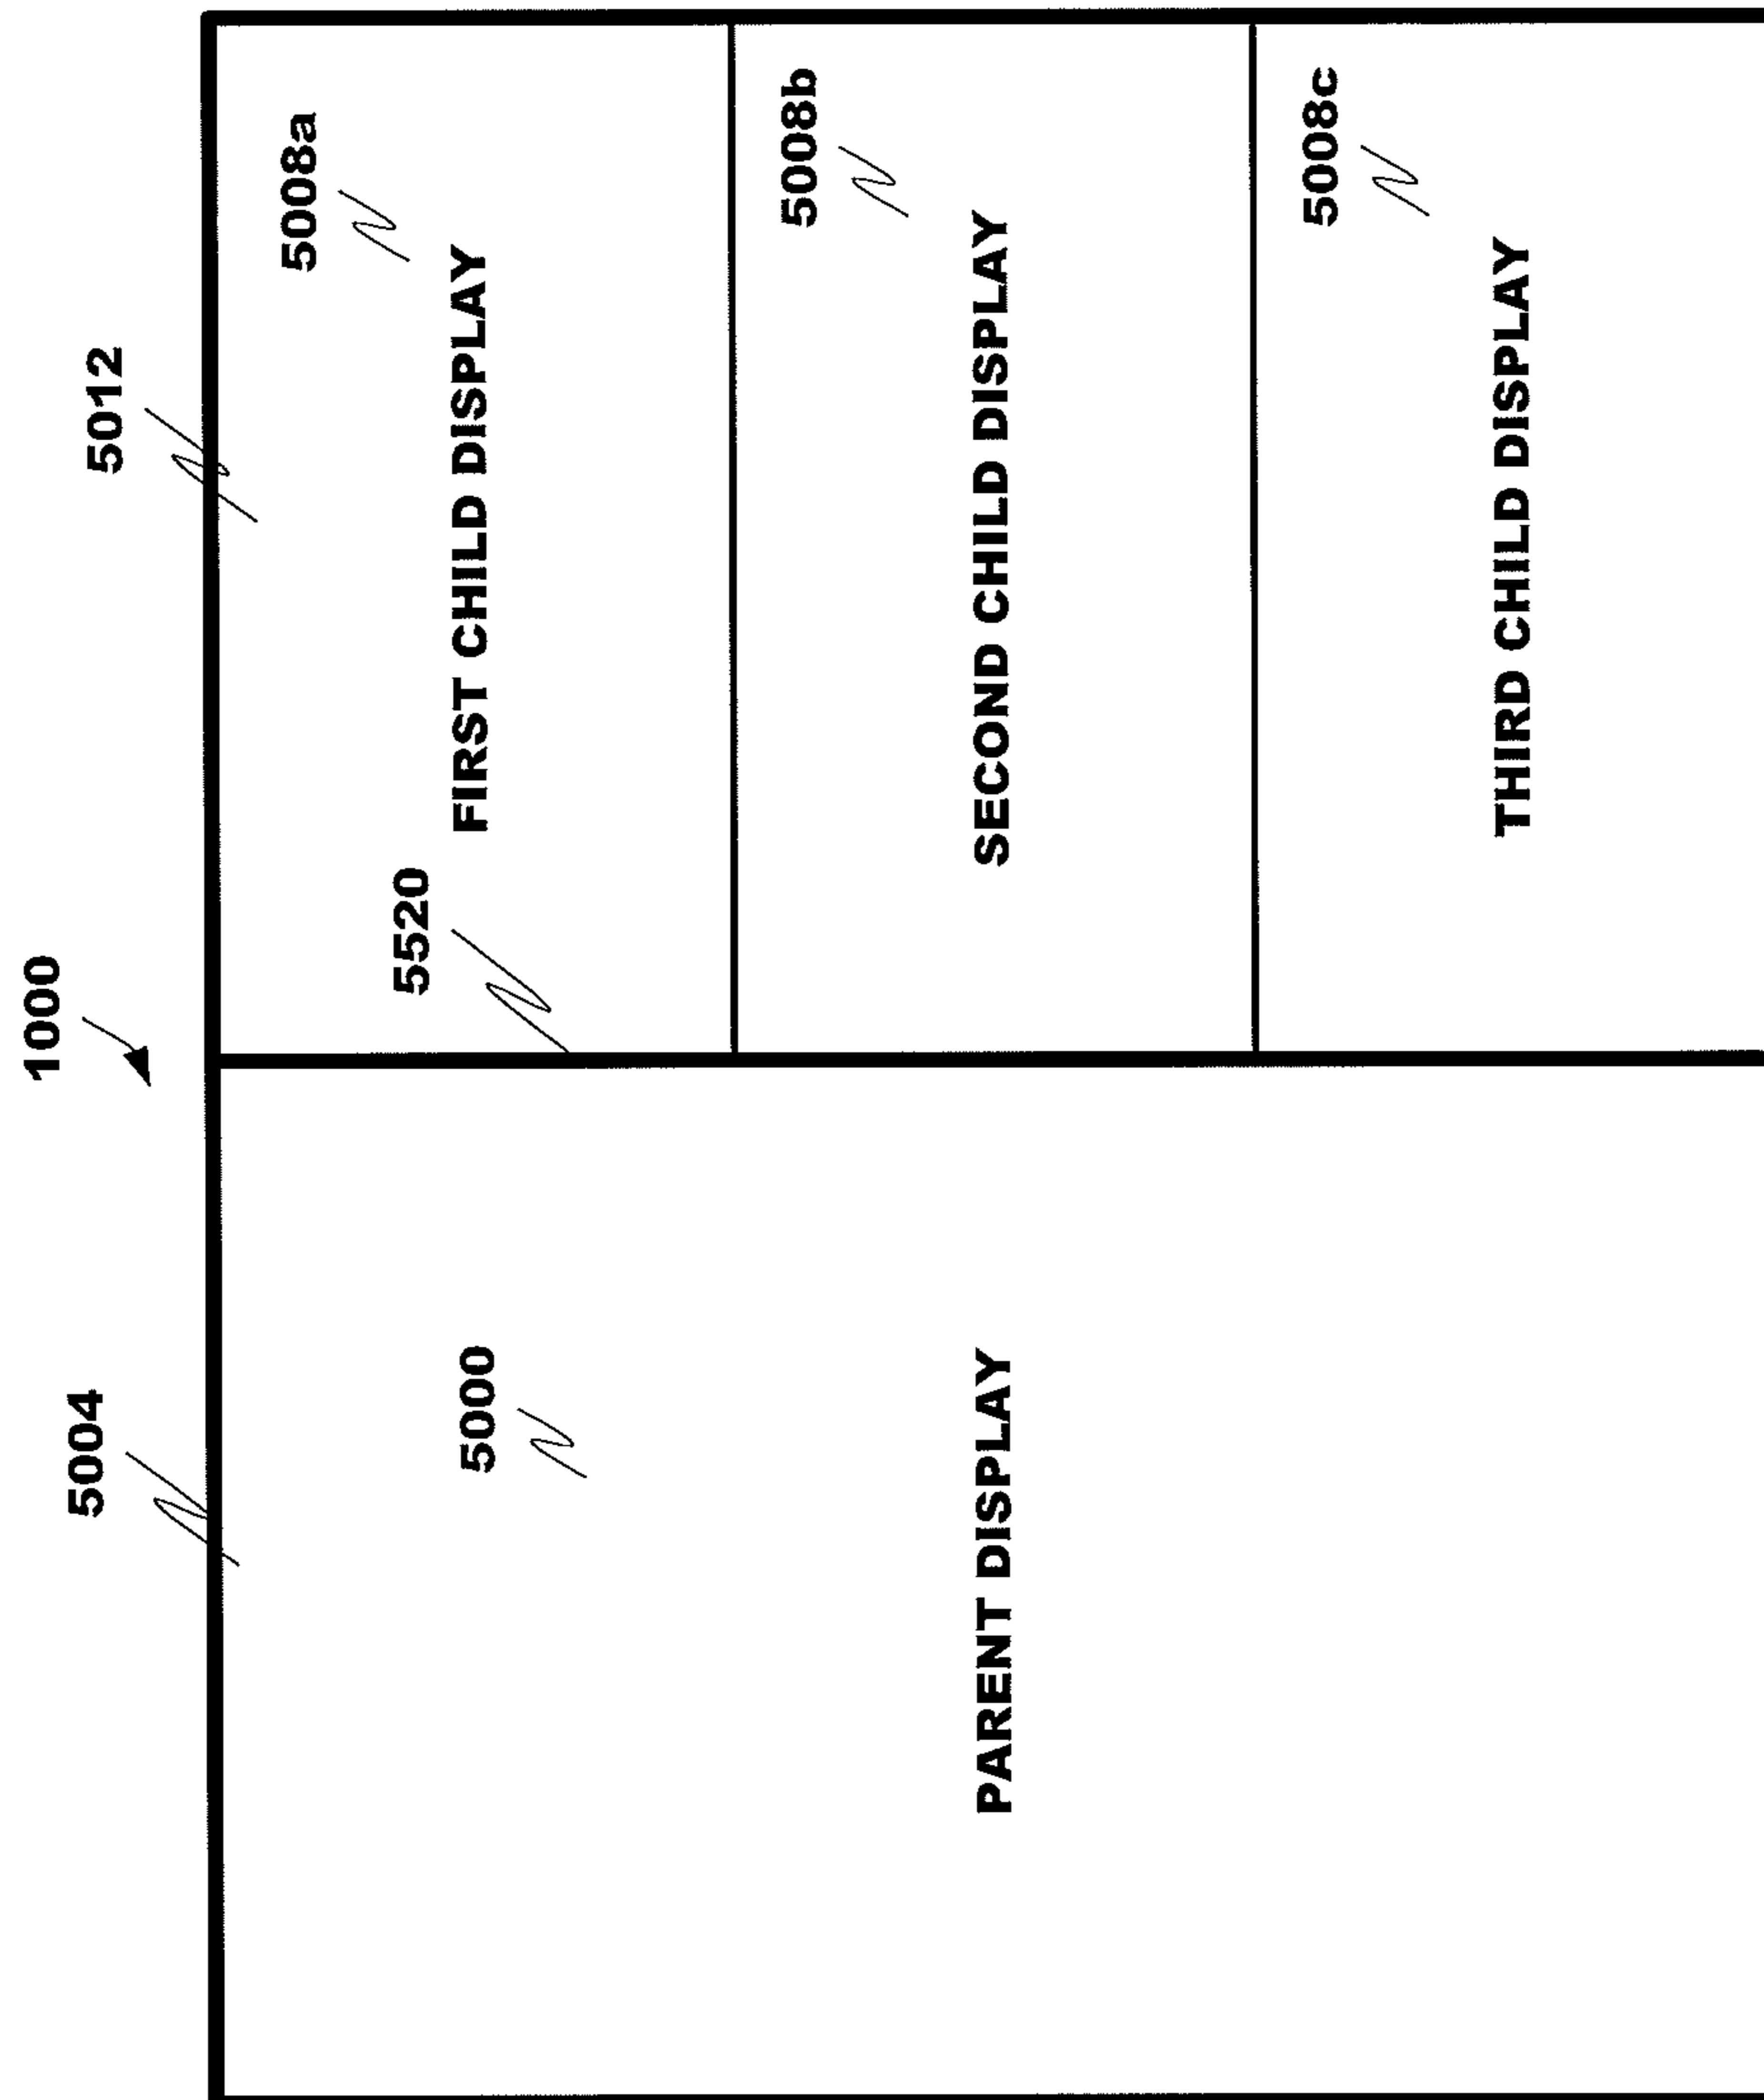 1000
5004
5012
5000
PARENT DISPLAY
5520
5008a
FIRST CHILD DISPLAY
5008b
SECOND CHILD DISPLAY
5008c
THIRD CHILD DISPLAY